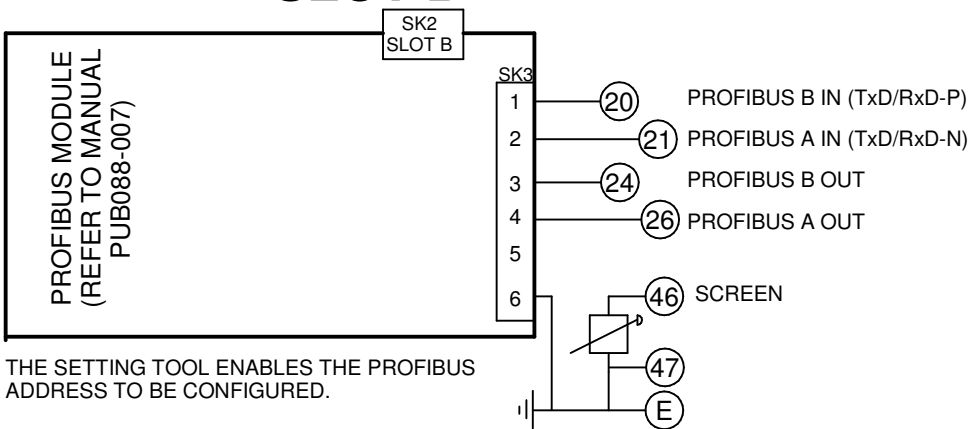 SK2
SLOT B
PROFIBUS MODULE
(REFER TO MANUAL
PUB088-007)
SK3
1
20
PROFIBUS B IN (TxD/RxD-P)
2
21
PROFIBUS A IN (TxD/RxD-N)
3
24
PROFIBUS B OUT
4
26
PROFIBUS A OUT
5
6
46
SCREEN
47
E
THE SETTING TOOL ENABLES THE PROFIBUS
ADDRESS TO BE CONFIGURED.